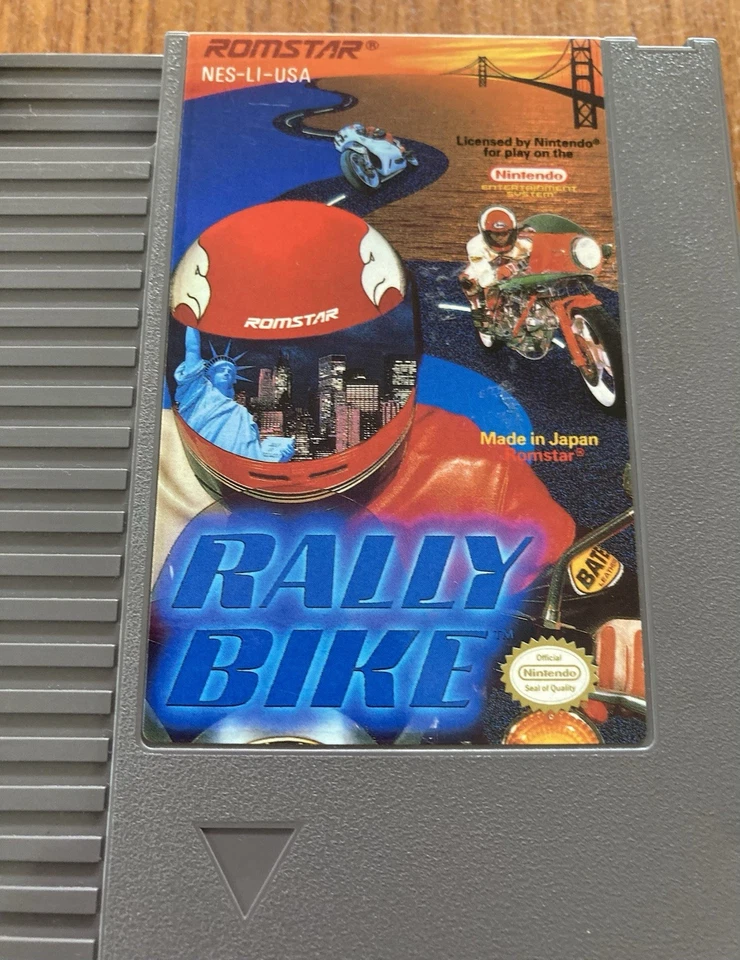 ROMSTAR®
NES-LI-USA
Licensed by Nintendo®
for play on the
Nintendo
ENTERTAINMENT
SYSTEM
ROMSTAR
Made in Japan
Romstar®
RALLY
BIKE™
Official
Nintendo
Seal of Quality